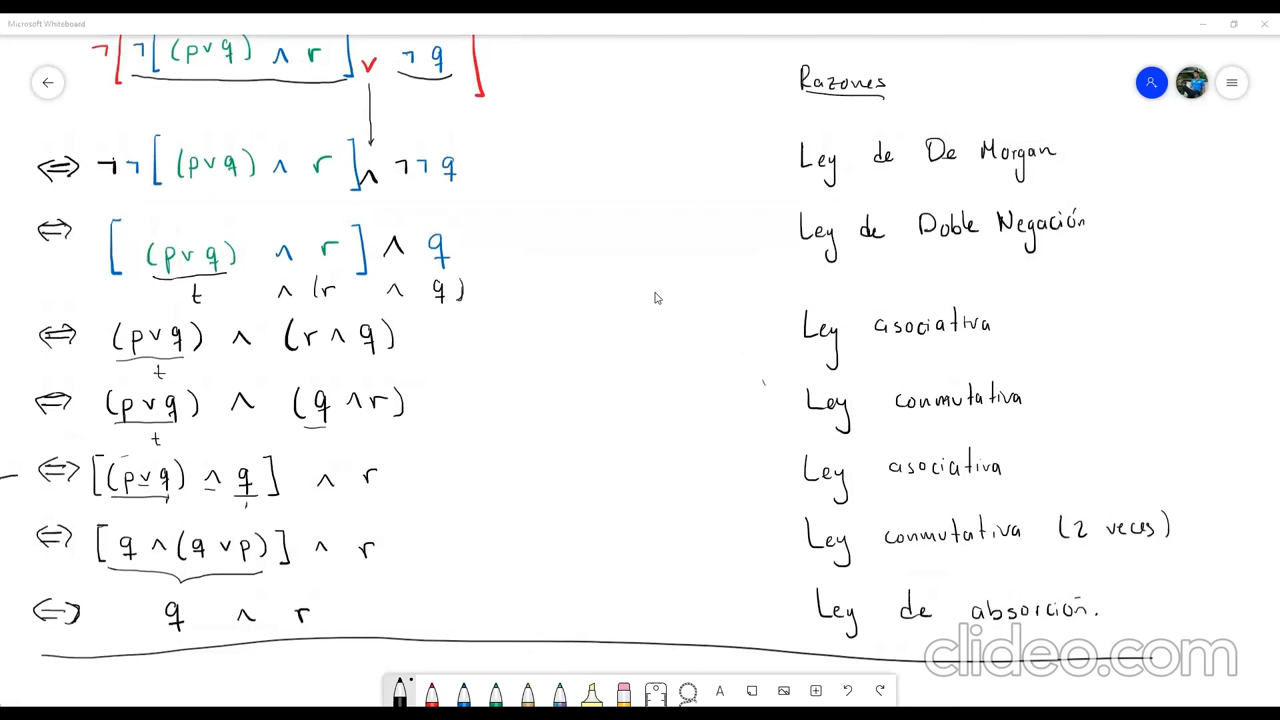 Microsoft Whiteboard
¬[¬[(p∨q) ∧ r] ∨ ¬q]
Razones
⟺ ¬¬[(p∨q) ∧ r] ∧ ¬¬q Ley de De Morgan
⟺ [(p∨q) ∧ r] ∧ q Ley de Doble Negación
t ∧ (r ∧ q)
⟺ (p∨q) ∧ (r ∧ q) Ley asociativa
t
⟺ (p∨q) ∧ (q ∧ r) Ley conmutativa
t
⟺ [(p∨q) ∧ q] ∧ r Ley asociativa
⟺ [q ∧ (q ∨ p)] ∧ r Ley conmutativa (2 veces)
⟺ q ∧ r Ley de absorción.
clideo.com
A